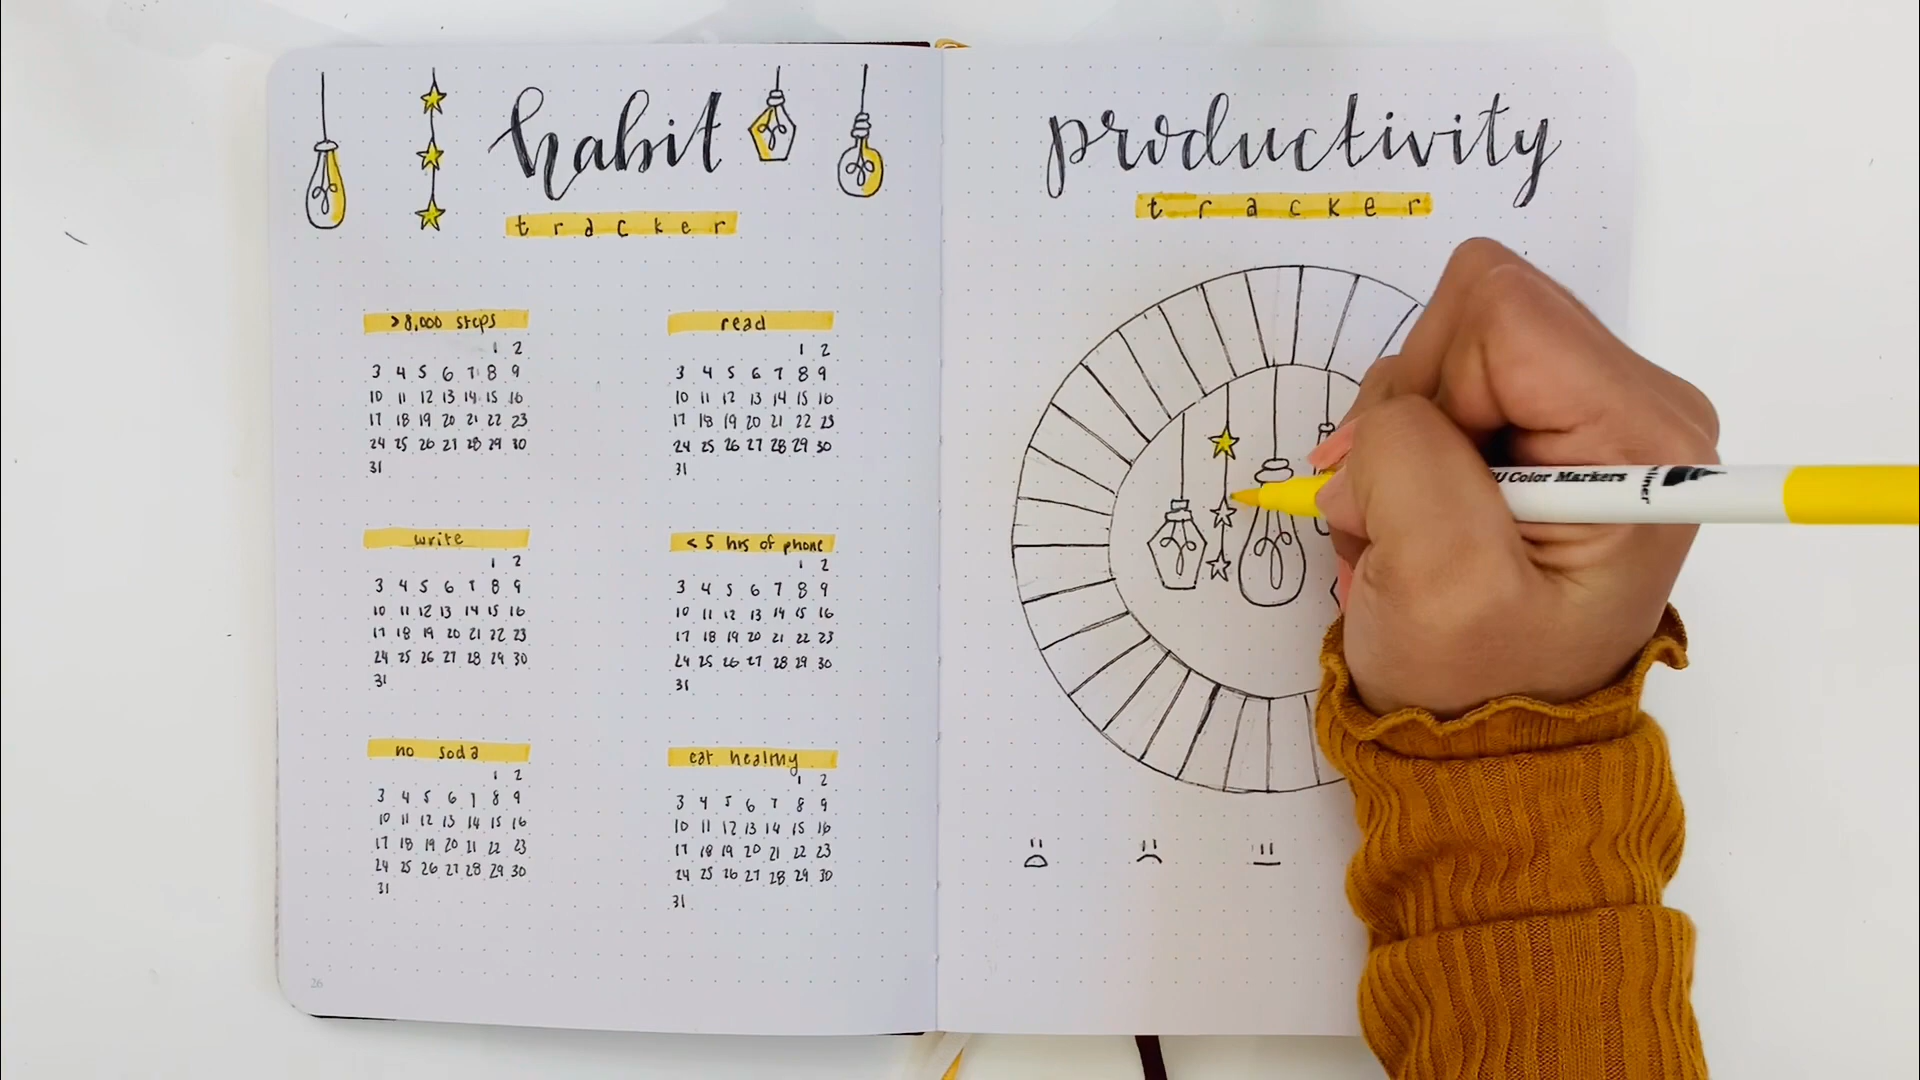 habit
tracker
>8,000 steps
1 2
3 4 5 6 7 8 9
10 11 12 13 14 15 16
17 18 19 20 21 22 23
24 25 26 27 28 29 30
31
read
1 2
3 4 5 6 7 8 9
10 11 12 13 14 15 16
17 18 19 20 21 22 23
24 25 26 27 28 29 30
31
write
1 2
3 4 5 6 7 8 9
10 11 12 13 14 15 16
17 18 19 20 21 22 23
24 25 26 27 28 29 30
31
< 5 hrs of phone
1 2
3 4 5 6 7 8 9
10 11 12 13 14 15 16
17 18 19 20 21 22 23
24 25 26 27 28 29 30
31
no soda
1 2
3 4 5 6 7 8 9
10 11 12 13 14 15 16
17 18 19 20 21 22 23
24 25 26 27 28 29 30
31
eat healthy
1 2
3 4 5 6 7 8 9
10 11 12 13 14 15 16
17 18 19 20 21 22 23
24 25 26 27 28 29 30
31
26
productivity
tracker
Color Markers